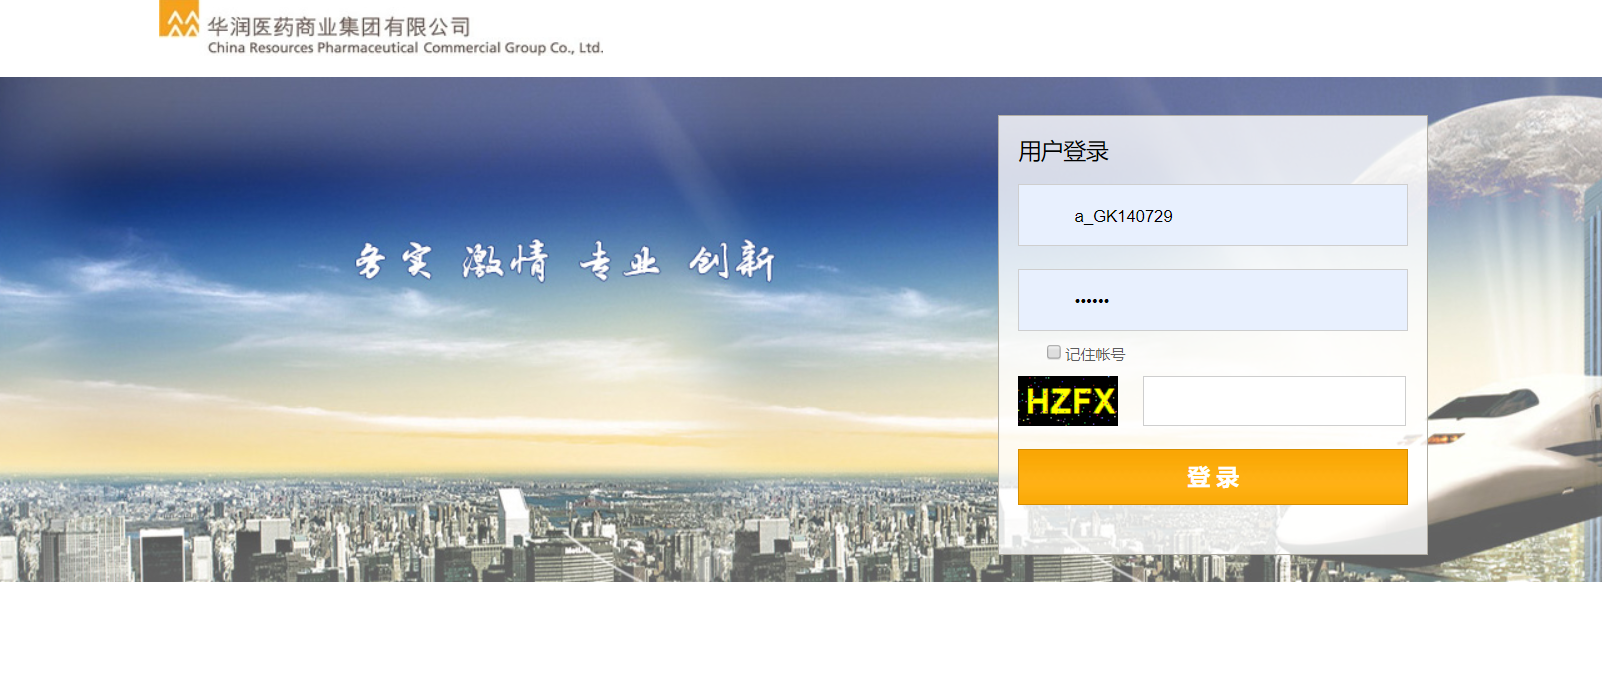 华润医药商业集团有限公司
China Resources Pharmaceutical Commercial Group Co., Ltd.
务实 激情 专业 创新
用户登录
a_GK140729
••••••
记住帐号
HZFX
登 录